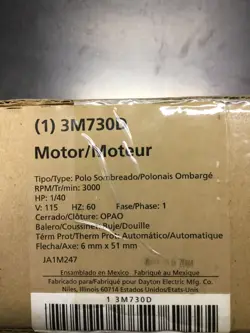 (1) 3M730D
Motor/Moteur
Tipo/Type: Polo Sombreado/Polonais Ombargé
RPM/Tr/min: 3000
HP: 1/40
V: 115 HZ: 60 Fase/Phase: 1
Cerrado/Clôture: OPAO
Balero/Coussinet: Buje/Douille
Térm Prot/Therm Prot: Automático/Automatique
Flecha/Axe: 6 mm x 51 mm
JA1M247
Ensamblado en Mexico Fabriqué au Mexique
Fabricado para/Fabriqué pour Dayton Electric Mfg. Co.
Niles, Illinois 60714 Estados Unidos/Etats-Unis
1 3M730D